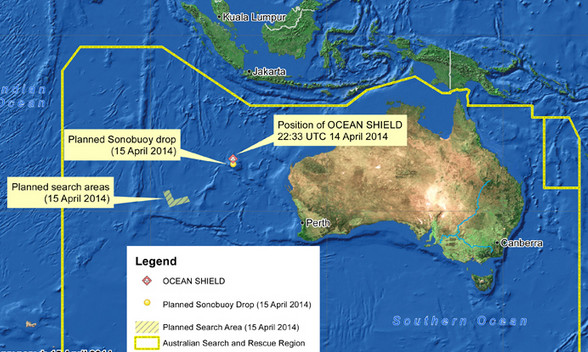 Kuala Lumpur
Jakarta
Ocean
Position of OCEAN SHIELD
22:33 UTC 14 April 2014
Planned Sonobuoy drop
(15 April 2014)
Planned search areas
(15 April 2014)
Perth
Canberra
Legend
OCEAN SHIELD
Planned Sonobuoy Drop (15 April 2014)
Planned Search Area (15 April 2014)
Australian Search and Rescue Region
Southern Ocean